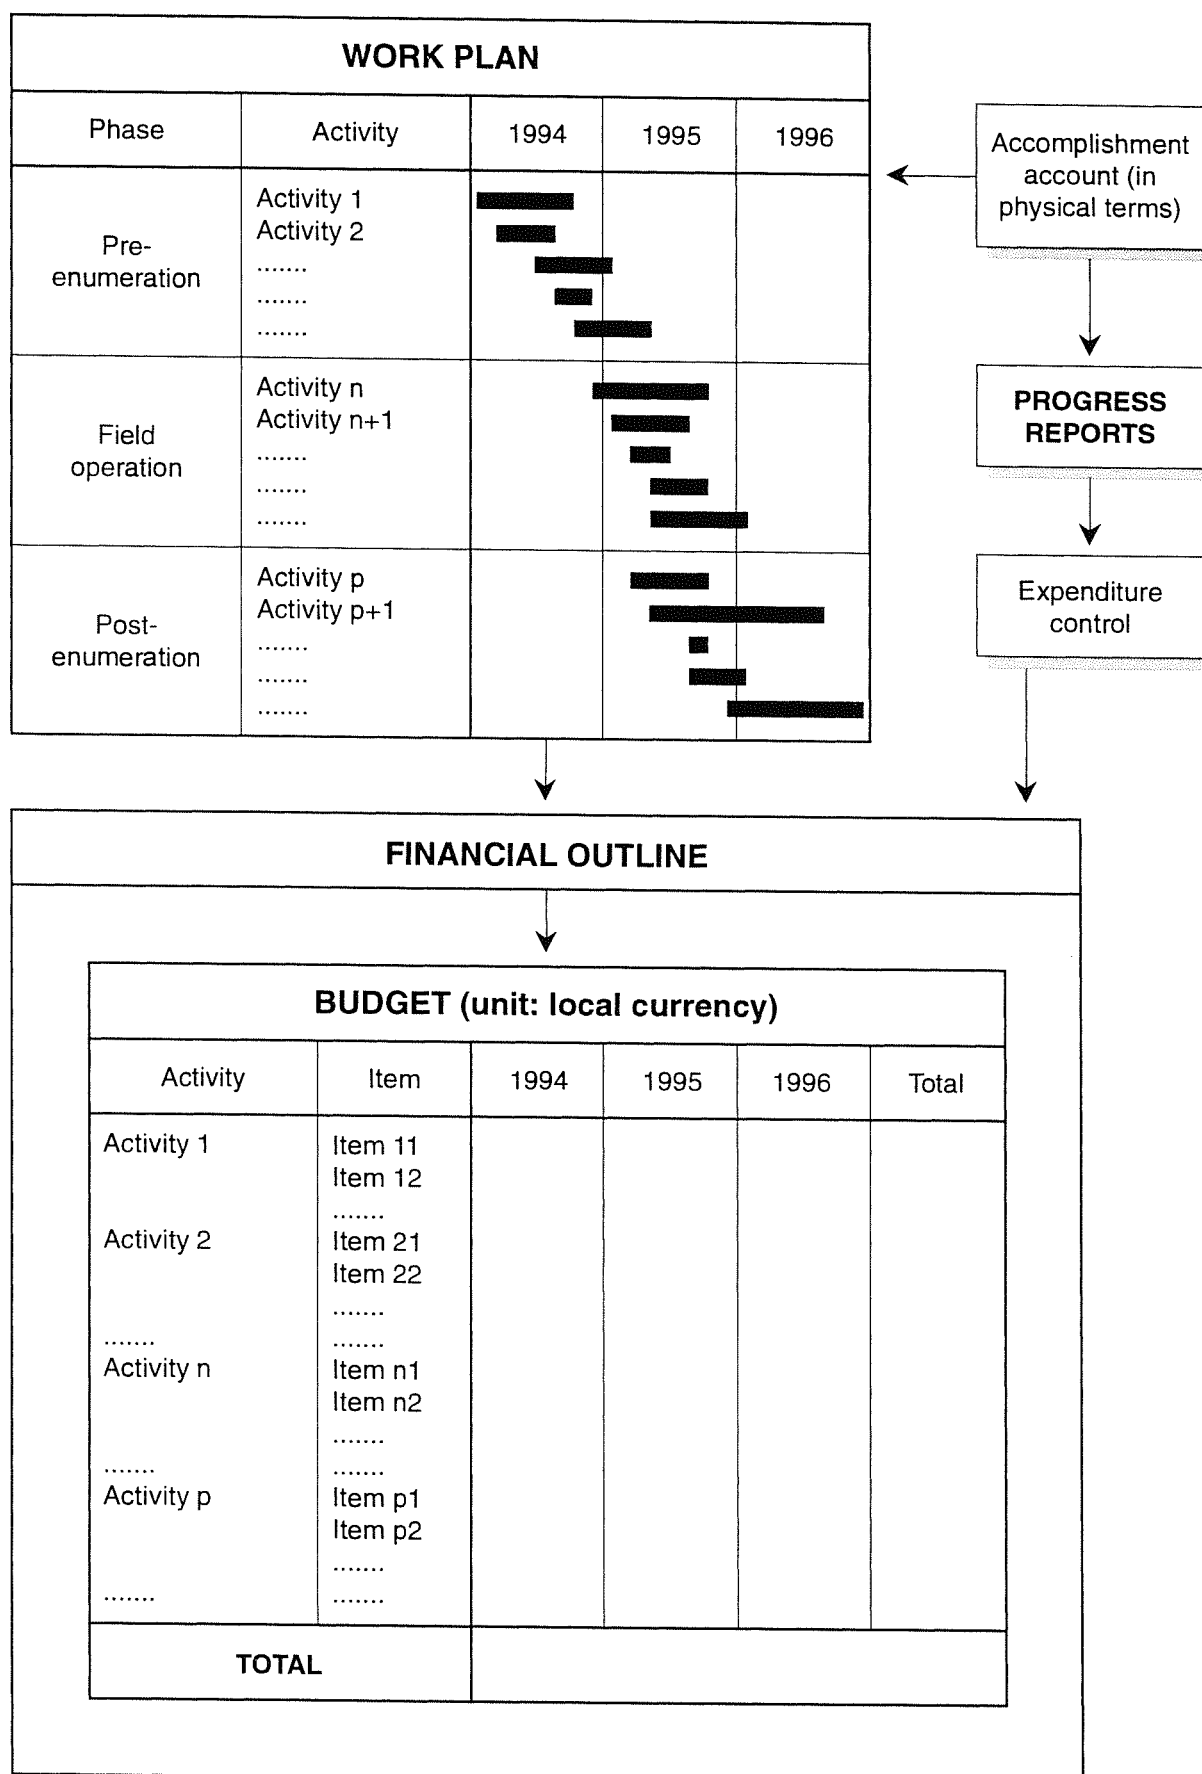 WORK PLAN
Phase Activity 1994 1995 1996
Pre-
enumeration
Activity 1
Activity 2
.......
.......
.......
Field
operation
Activity n
Activity n+1
.......
.......
.......
Post-
enumeration
Activity p
Activity p+1
.......
.......
.......
Accomplishment
account (in
physical terms)
PROGRESS
REPORTS
Expenditure
control
FINANCIAL OUTLINE
BUDGET (unit: local currency)
Activity Item 1994 1995 1996 Total
Activity 1 Item 11
Item 12
.......
Activity 2 Item 21
Item 22
.......
....... .......
Activity n Item n1
Item n2
.......
....... .......
Activity p Item p1
Item p2
.......
....... .......
TOTAL